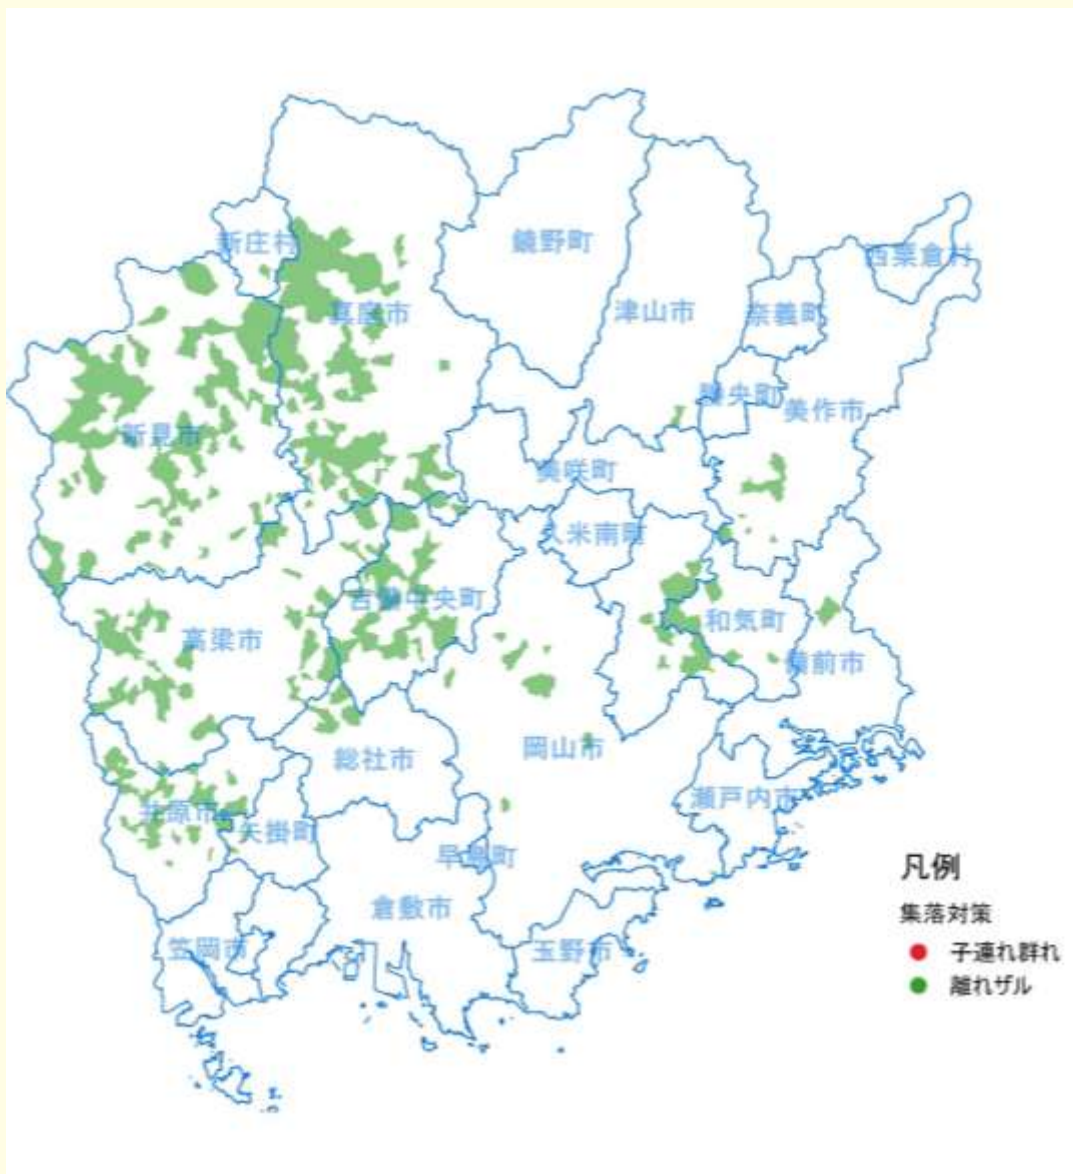 鏡野町
新庄村
西粟倉村
真庭市
津山市
奈義町
勝央町
美作市
新見市
美咲町
久米南町
吉備中央町
和気町
高梁市
備前市
岡山市
総社市
瀬戸内市
井原市
矢掛町
早島町
凡例
倉敷市
集落対策
笠岡市
玉野市
子連れ群れ
離れザル